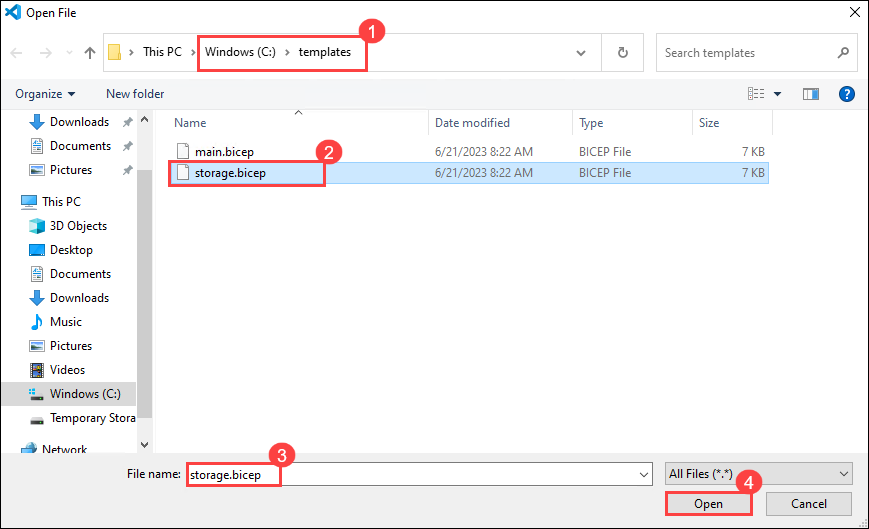 Open File
1
This PC > Windows (C:) > templates
Search templates
Organize New folder
Name Date modified Type Size
Downloads
Documents
Pictures
This PC
3D Objects
Desktop
Documents
Downloads
Music
Pictures
Videos
Windows (C:)
Temporary Stora
Network
main.bicep 6/21/2023 8:22 AM BICEP File 7 KB
2
storage.bicep 6/21/2023 8:22 AM BICEP File 7 KB
3
File name: storage.bicep All Files (*.*)
4
Open Cancel